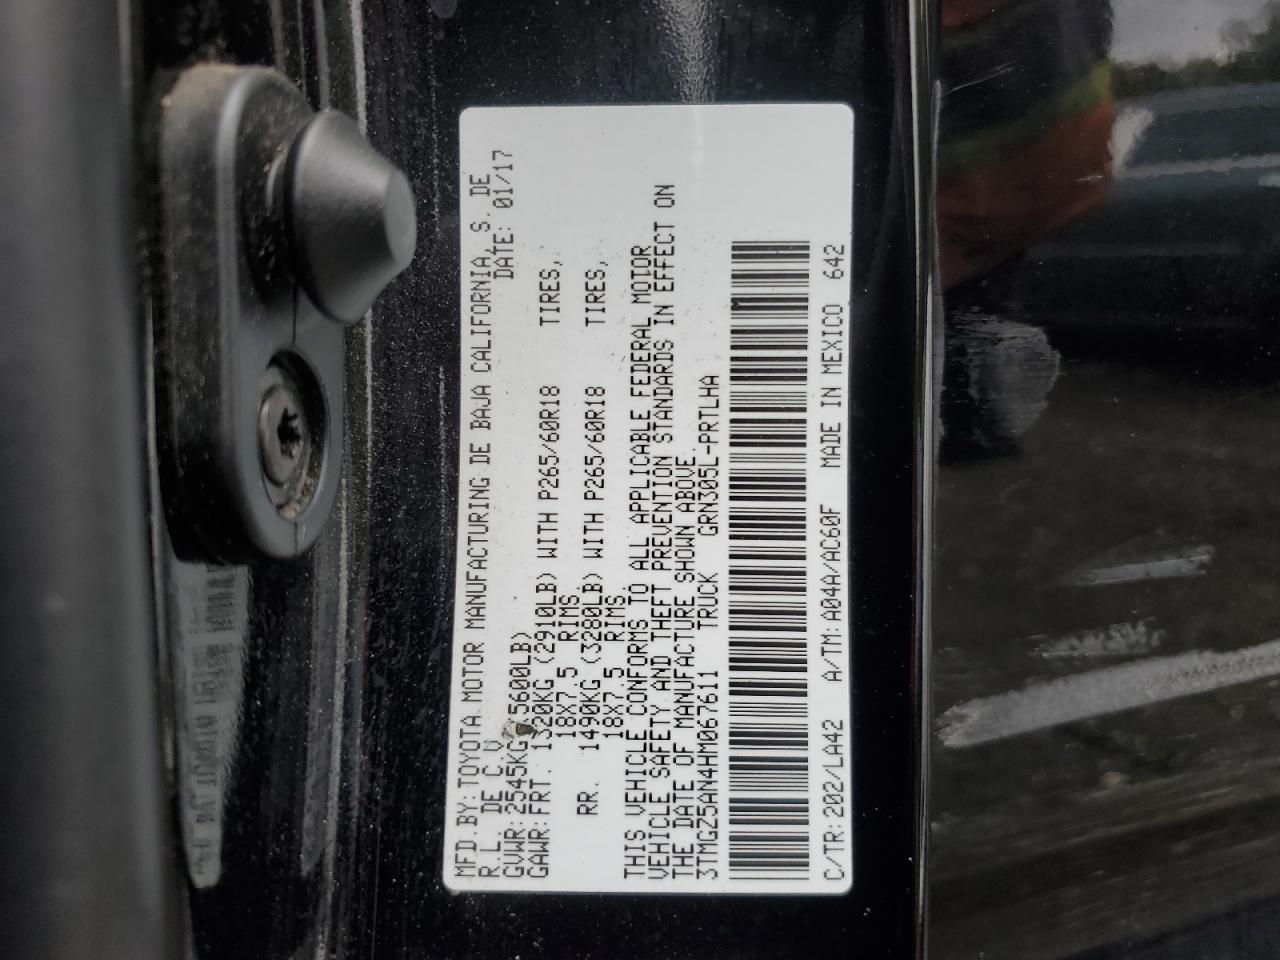 MFD.BY:TOYOTA MOTOR MANUFACTURING DE BAJA CALIFORNIA, S. DE
R.L. DE C.V. DATE: 01/17
GVWR: 2545KG( 5600LB)
GAWR:FRT. 1320KG (2910LB) WITH P265/60R18 TIRES,
18X7.5 RIMS,
RR. 1490KG (3280LB) WITH P265/60R18 TIRES,
18X7.5 RIMS.
THIS VEHICLE CONFORMS TO ALL APPLICABLE FEDERAL MOTOR
VEHICLE SAFETY AND THEFT PREVENTION STANDARDS IN EFFECT ON
THE DATE OF MANUFACTURE SHOWN ABOVE.
3TMGZ5AN4HM067611 TRUCK GRN305L-PRTLHA
C/TR:202/LA42 A/TM:A04A/AC60F MADE IN MEXICO 642